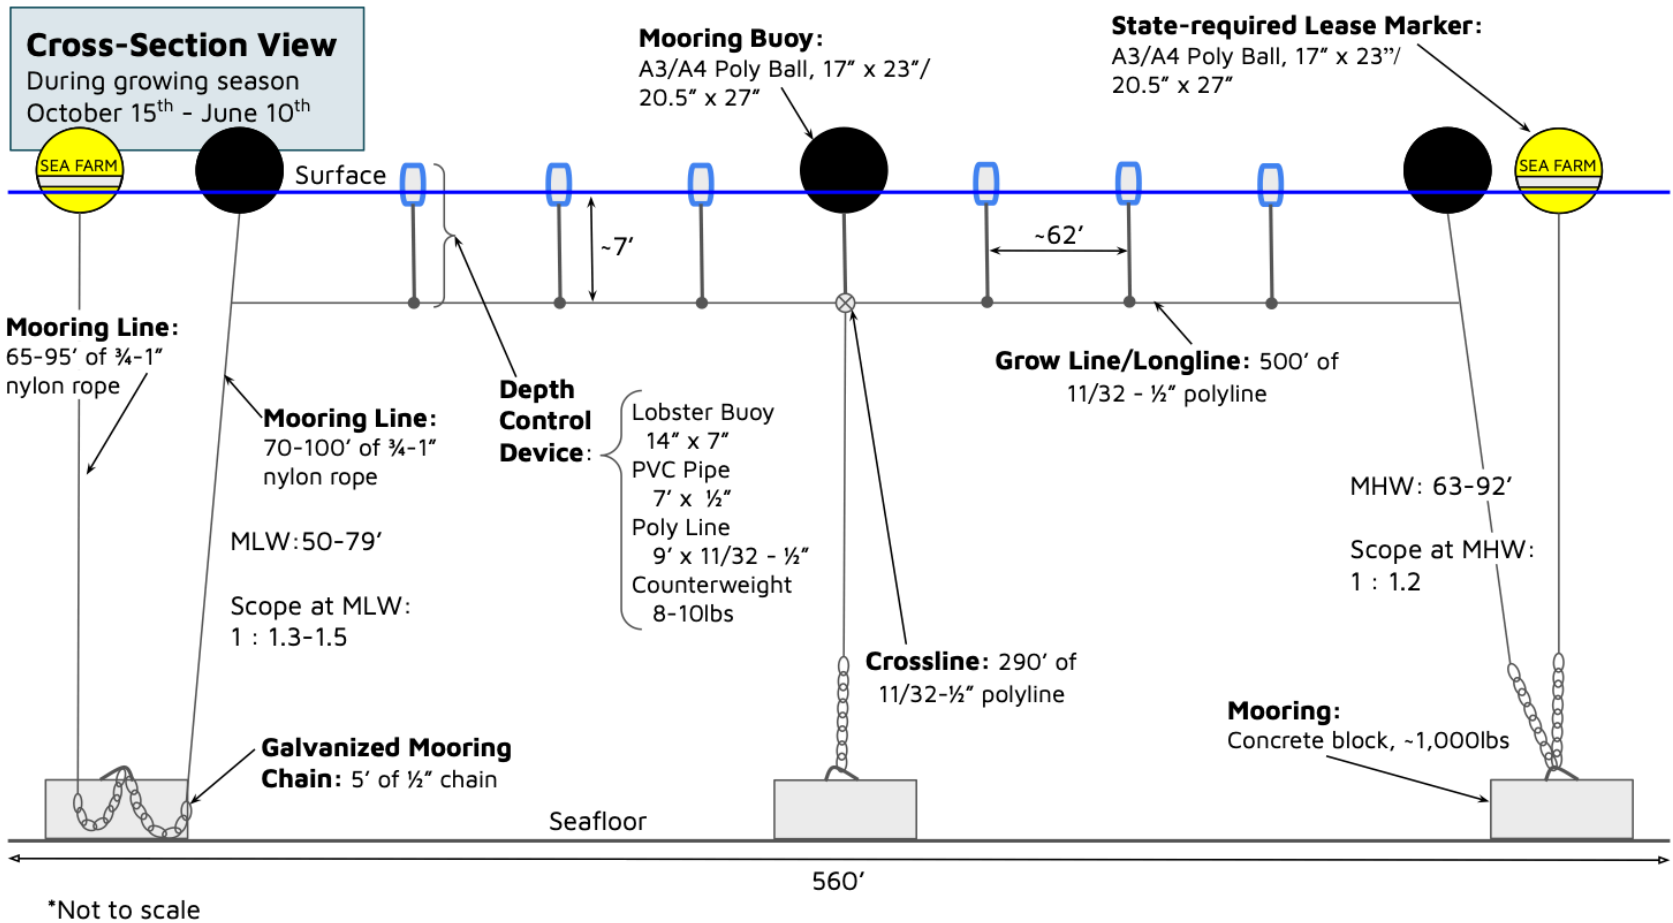 Cross-Section View
During growing season
October 15th - June 10th
Mooring Buoy:
A3/A4 Poly Ball, 17” x 23”/
20.5” x 27”
State-required Lease Marker:
A3/A4 Poly Ball, 17” x 23”/
20.5” x 27”
SEA FARM
Surface
SEA FARM
~7’
~62’
Mooring Line:
65-95’ of ¾-1”
nylon rope
Mooring Line:
70-100’ of ¾-1”
nylon rope
MLW:50-79’
Scope at MLW:
1 : 1.3-1.5
Depth
Control
Device:
Lobster Buoy
14” x 7”
PVC Pipe
7’ x ½”
Poly Line
9’ x 11/32 - ½”
Counterweight
8-10lbs
Grow Line/Longline: 500’ of
11/32 - ½” polyline
MHW: 63-92’
Scope at MHW:
1 : 1.2
Crossline: 290’ of
11/32-½” polyline
Mooring:
Concrete block, ~1,000lbs
Galvanized Mooring
Chain: 5’ of ½” chain
Seafloor
560’
*Not to scale